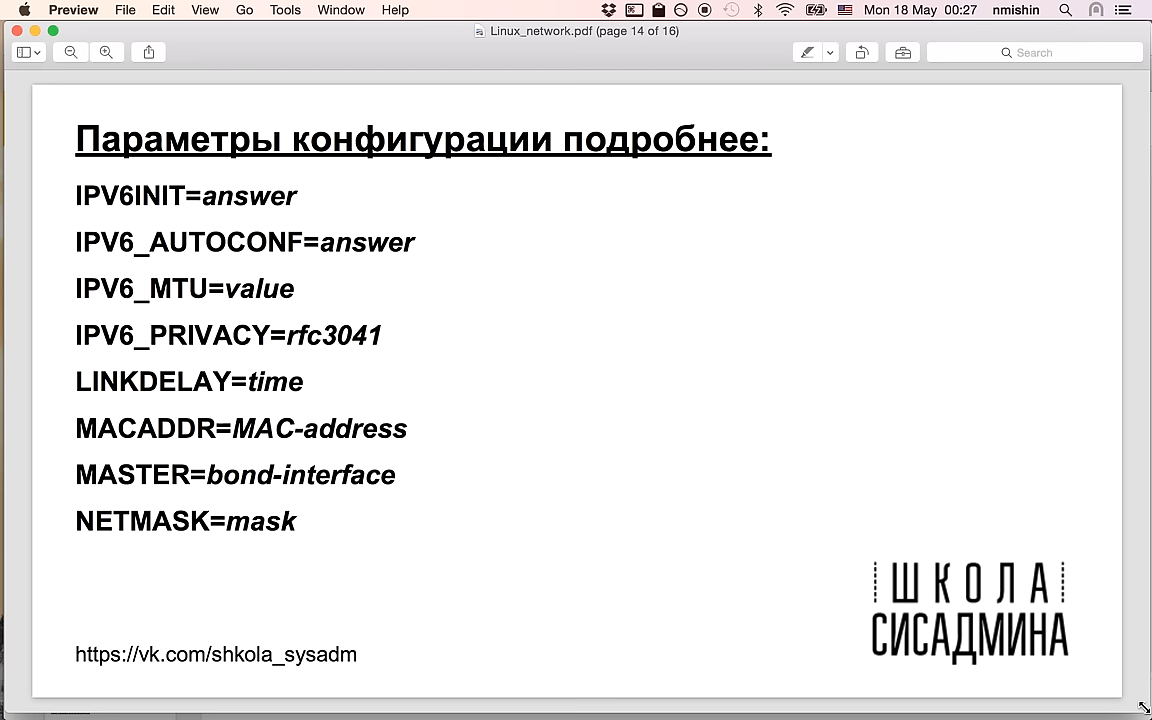 Preview File Edit View Go Tools Window Help Mon 18 May 00:27 nmishin
Linux_network.pdf (page 14 of 16)
Search
Параметры конфигурации подробнее:
IPV6INIT=answer
IPV6_AUTOCONF=answer
IPV6_MTU=value
IPV6_PRIVACY=rfc3041
LINKDELAY=time
MACADDR=MAC-address
MASTER=bond-interface
NETMASK=mask
ШКОЛА
СИСАДМИНА
https://vk.com/shkola_sysadm